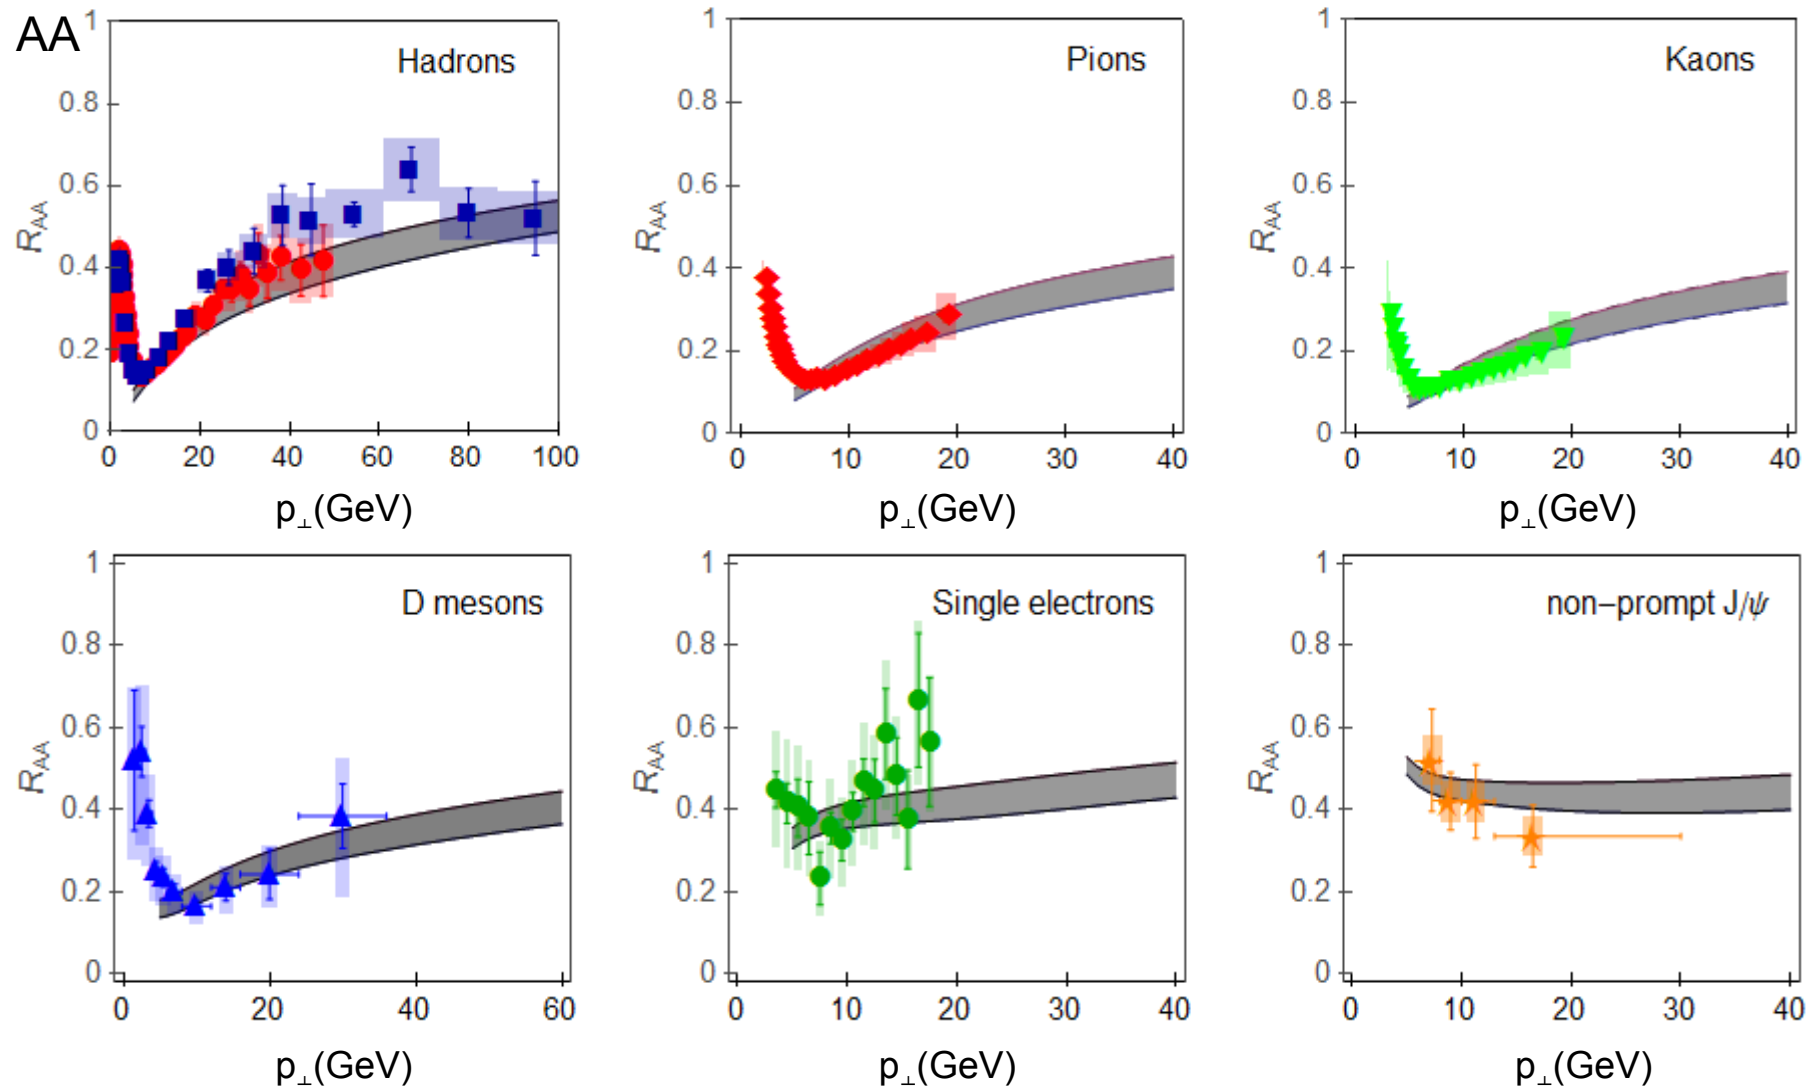 AA
Hadrons
1
0.8
0.6
0.4
0.2
0
R_AA
0 20 40 60 80 100
p⊥(GeV)
Pions
1
0.8
0.6
0.4
0.2
0
R_AA
0 10 20 30 40
p⊥(GeV)
Kaons
1
0.8
0.6
0.4
0.2
0
R_AA
0 10 20 30 40
p⊥(GeV)
D mesons
1
0.8
0.6
0.4
0.2
0
R_AA
0 20 40 60
p⊥(GeV)
Single electrons
1
0.8
0.6
0.4
0.2
0
R_AA
0 10 20 30 40
p⊥(GeV)
non−prompt J/ψ
1
0.8
0.6
0.4
0.2
0
R_AA
0 10 20 30 40
p⊥(GeV)